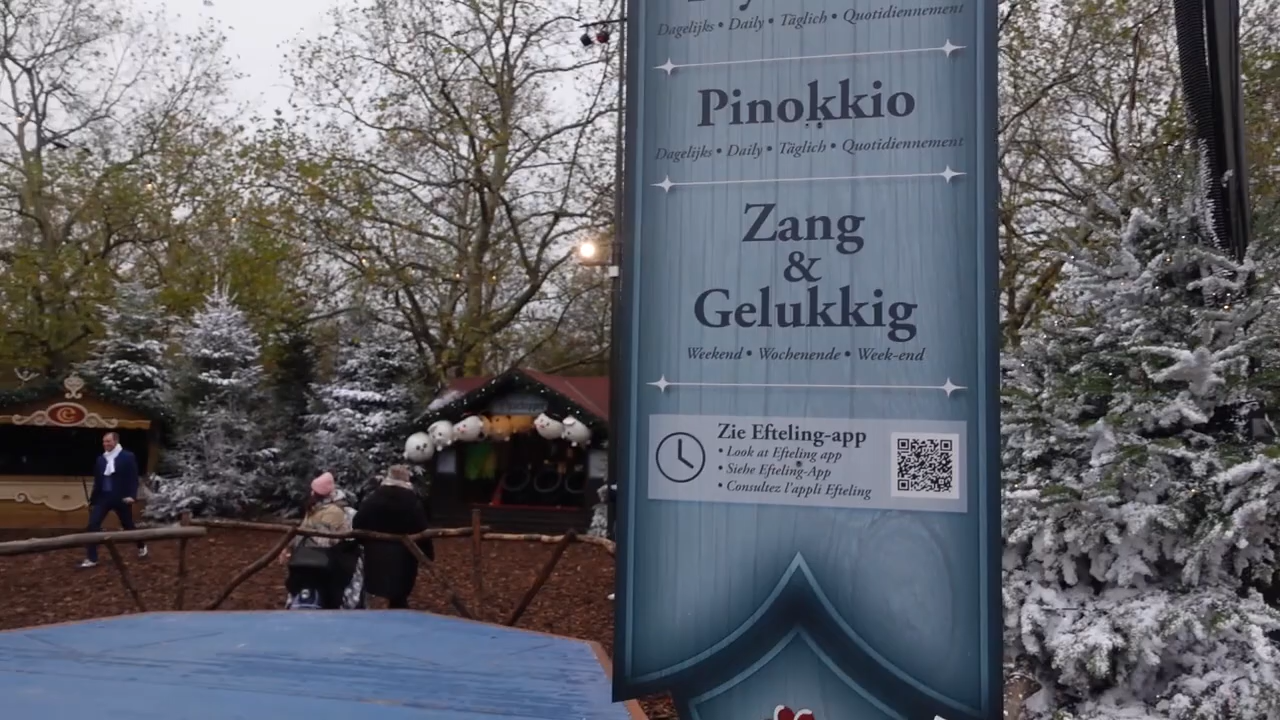 Dagelijks • Daily • Täglich • Quotidiennement
Pinokkio
Dagelijks • Daily • Täglich • Quotidiennement
Zang
&
Gelukkig
Weekend • Wochenende • Week-end
Zie Efteling-app
• Look at Efteling app
• Siehe Efteling-App
• Consultez l'appli Efteling